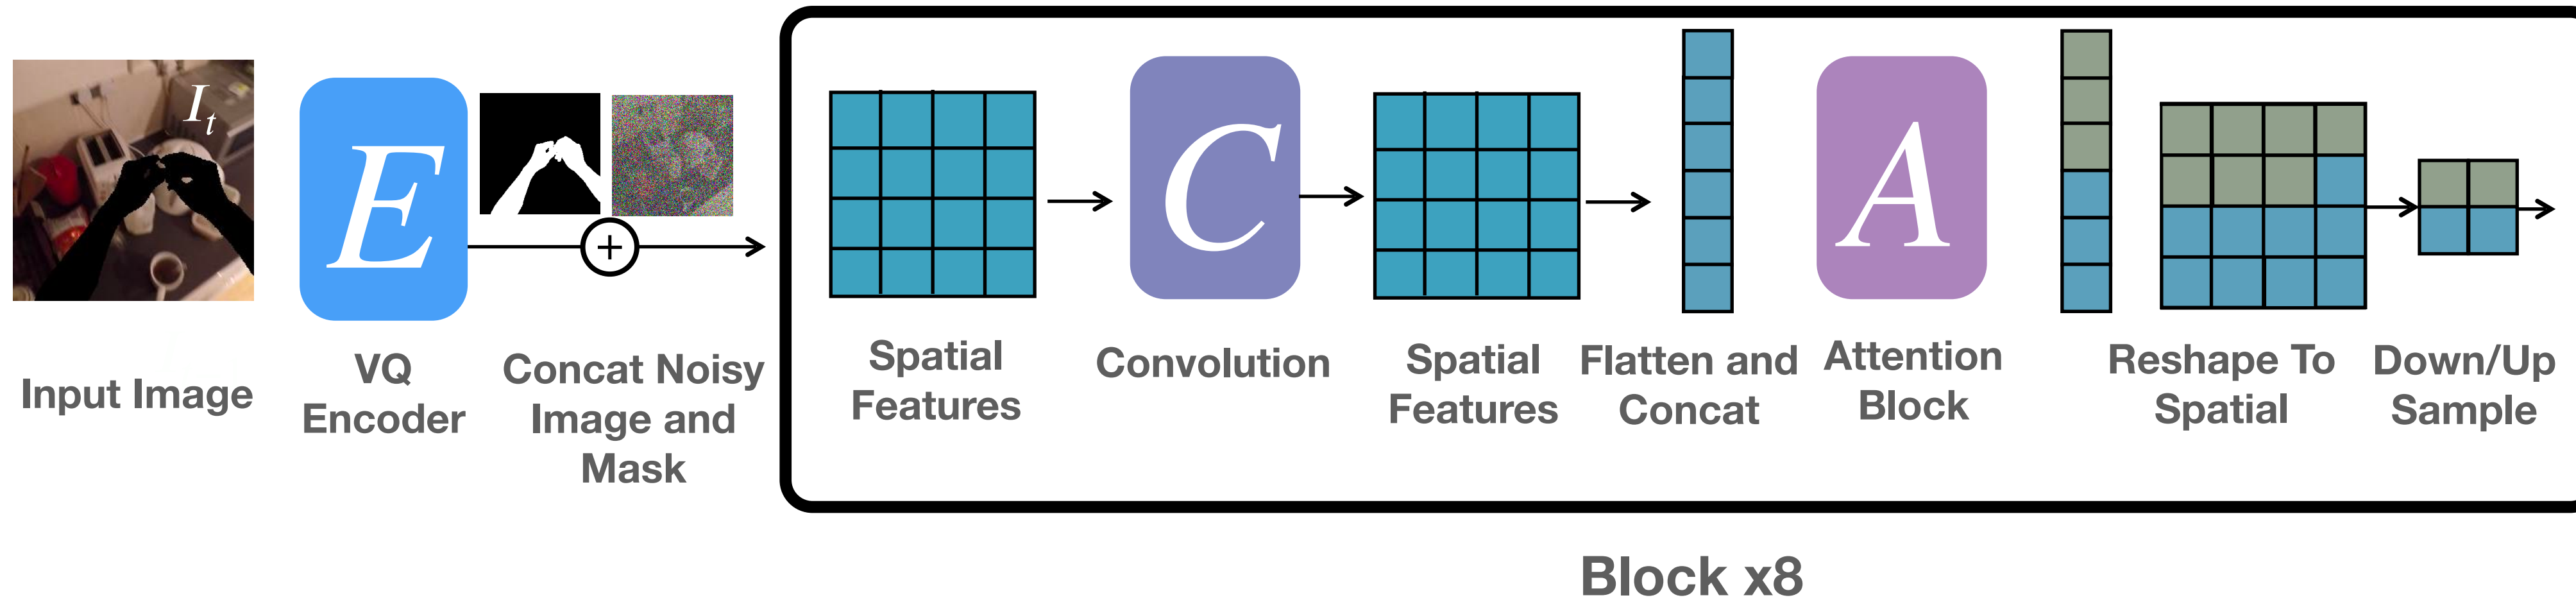 I_t
E
+
C
A
Input Image
VQ
Encoder
Concat Noisy
Image and
Mask
Spatial
Features
Convolution
Spatial
Features
Flatten and
Concat
Attention
Block
Reshape To
Spatial
Down/Up
Sample
Block x8